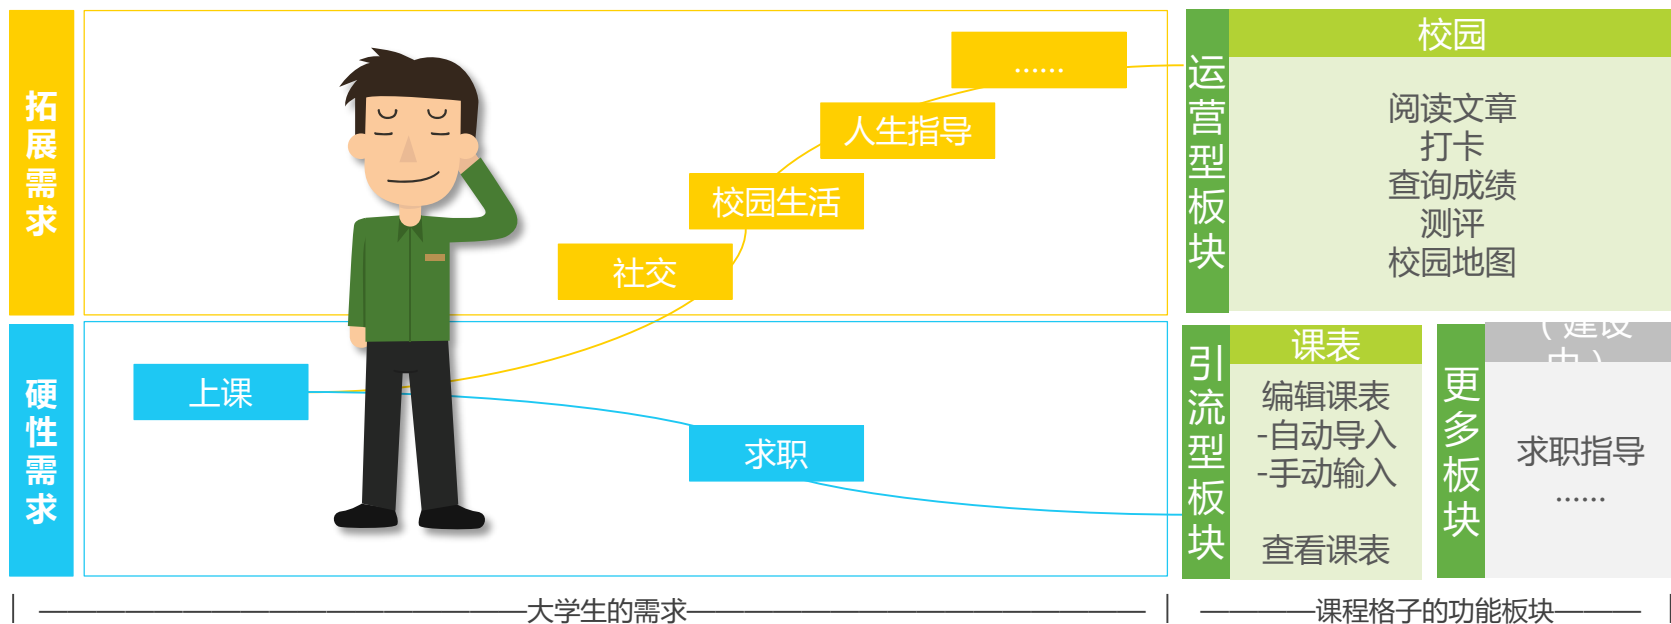 拓展需求
……
人生指导
校园生活
社交
硬性需求
上课
求职
运营型板块
校园
阅读文章
打卡
查询成绩
测评
校园地图
引流型板块
课表
编辑课表
-自动导入
-手动输入
查看课表
更多板块
（建设
中）
求职指导
……
大学生的需求
课程格子的功能板块